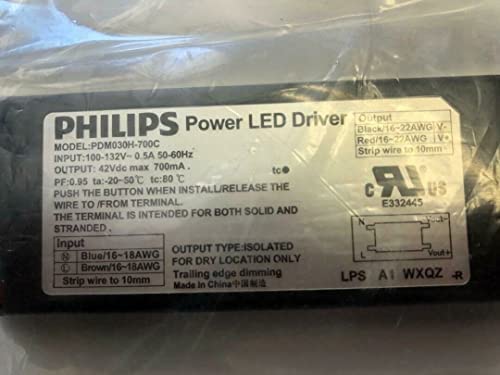 PHILIPS Power LED Driver
MODEL:PDM030H-700C
INPUT:100-132V~ 0.5A 50-60Hz
OUTPUT: 42Vdc max 700mA . tc●
PF:0.95 ta:-20~50℃ tc:80℃
PUSH THE BUTTON WHEN INSTALL/RELEASE THE
WIRE TO /FROM TERMINAL.
THE TERMINAL IS INTENDED FOR BOTH SOLID AND
STRANDED .
Input
N Blue/16~18AWG
L Brown/16~18AWG
Strip wire to 10mm
OUTPUT TYPE:ISOLATED
FOR DRY LOCATION ONLY
Trailing edge dimming
Made In China中国制造
Output
Black/16~22AWG V-
Red/16~22AWG V+
Strip wire to 10mm
c RU US
E332445
N Vout-
L Vout+
LPS A1 WXQZ -R